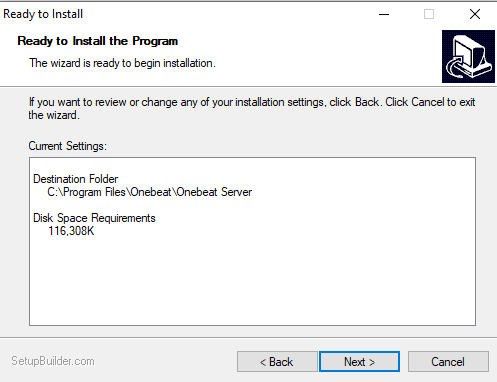 Ready to Install
Ready to Install the Program
The wizard is ready to begin installation.
If you want to review or change any of your installation settings, click Back. Click Cancel to exit
the wizard.
Current Settings:
Destination Folder
C:\Program Files\Onebeat\Onebeat Server
Disk Space Requirements
116,308K
SetupBuilder.com
< Back
Next >
Cancel